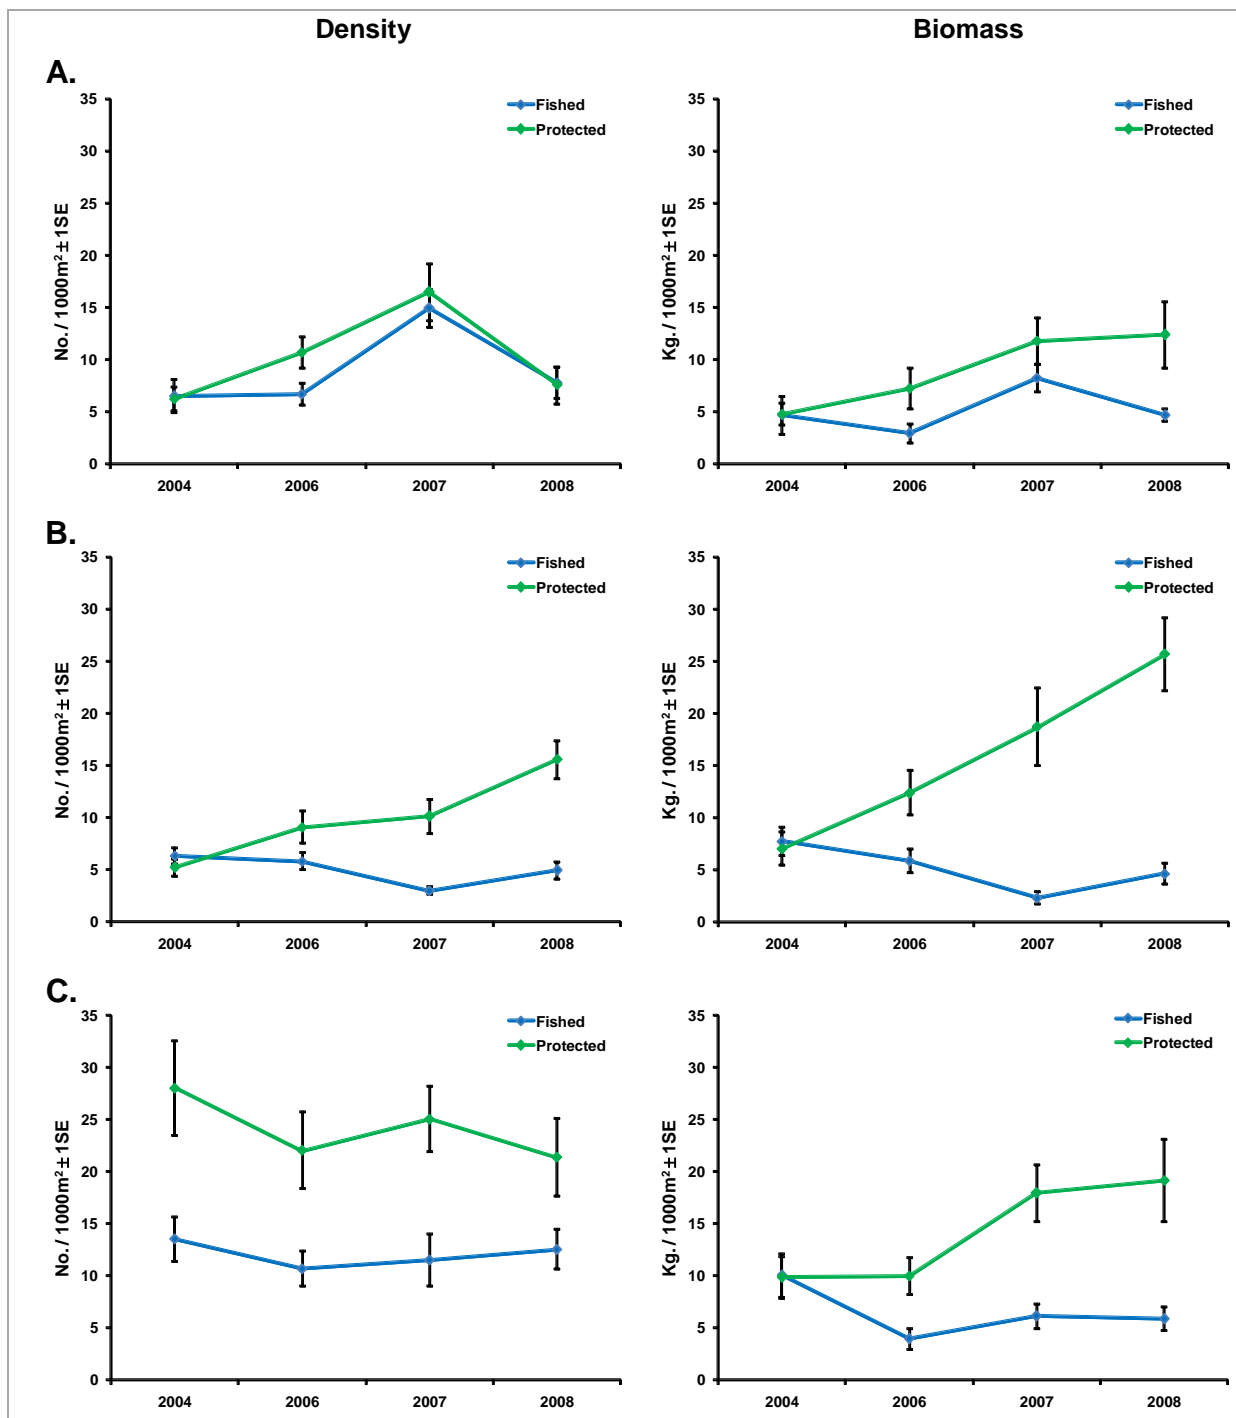 Density Biomass
A.
35 35
Fished Fished
Protected Protected
30 30
25 25
20 20
15 15
10 10
5 5
0 0
No. / 1000m² ± 1SE Kg. / 1000m² ± 1SE
2004 2006 2007 2008 2004 2006 2007 2008
B.
35 35
Fished Fished
Protected Protected
30 30
25 25
20 20
15 15
10 10
5 5
0 0
No. / 1000m² ± 1SE Kg. / 1000m² ± 1SE
2004 2006 2007 2008 2004 2006 2007 2008
C.
35 35
Fished Fished
Protected Protected
30 30
25 25
20 20
15 15
10 10
5 5
0 0
No. / 1000m² ± 1SE Kg. / 1000m² ± 1SE
2004 2006 2007 2008 2004 2006 2007 2008